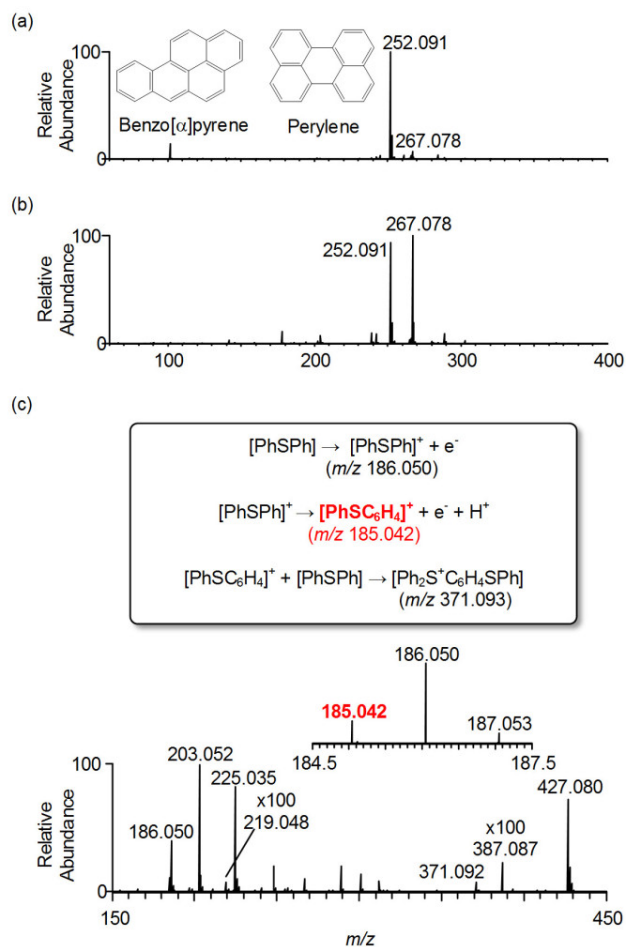 (a)
100
Relative
Abundance
0
Benzo[α]pyrene
Perylene
252.091
267.078
(b)
100
Relative
Abundance
0
252.091
267.078
100
200
300
400
(c)
[PhSPh] → [PhSPh]⁺ + e⁻
(m/z 186.050)
[PhSPh]⁺ → [PhSC₆H₄]⁺ + e⁻ + H⁺
(m/z 185.042)
[PhSC₆H₄]⁺ + [PhSPh] → [Ph₂S⁺C₆H₄SPh]
(m/z 371.093)
186.050
185.042
187.053
184.5
187.5
100
Relative
Abundance
0
203.052
225.035
x100
219.048
186.050
371.092
x100
387.087
427.080
150
450
m/z